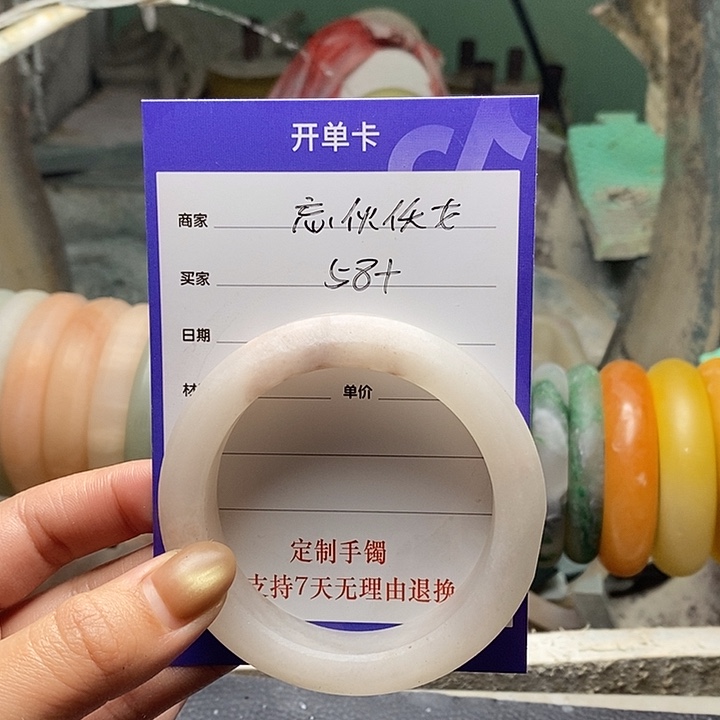 开单卡
商家
买家 58+
日期
材 单价
定制手镯
支持7天无理由退换